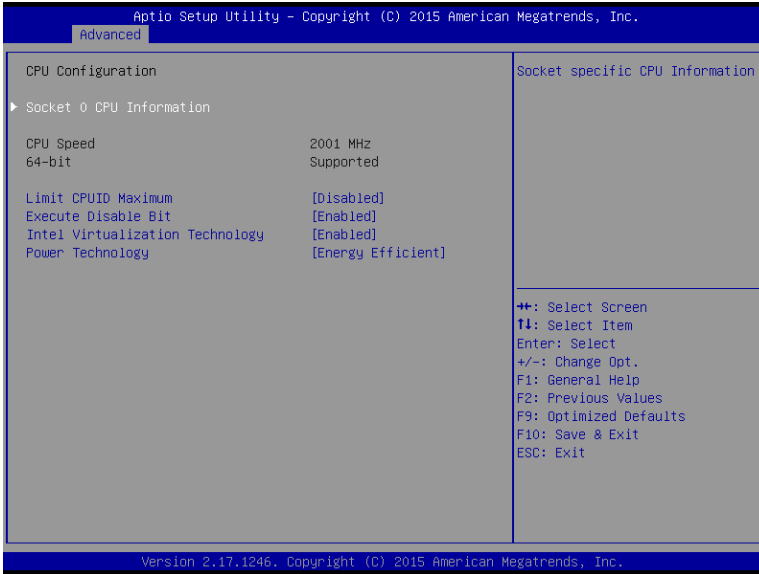 Aptio Setup Utility – Copyright (C) 2015 American Megatrends, Inc.
Advanced
CPU Configuration
Socket 0 CPU Information
CPU Speed 2001 MHz
64-bit Supported
Limit CPUID Maximum [Disabled]
Execute Disable Bit [Enabled]
Intel Virtualization Technology [Enabled]
Power Technology [Energy Efficient]
Socket specific CPU Information
→←: Select Screen
↑↓: Select Item
Enter: Select
+/-: Change Opt.
F1: General Help
F2: Previous Values
F9: Optimized Defaults
F10: Save & Exit
ESC: Exit
Version 2.17.1246. Copyright (C) 2015 American Megatrends, Inc.